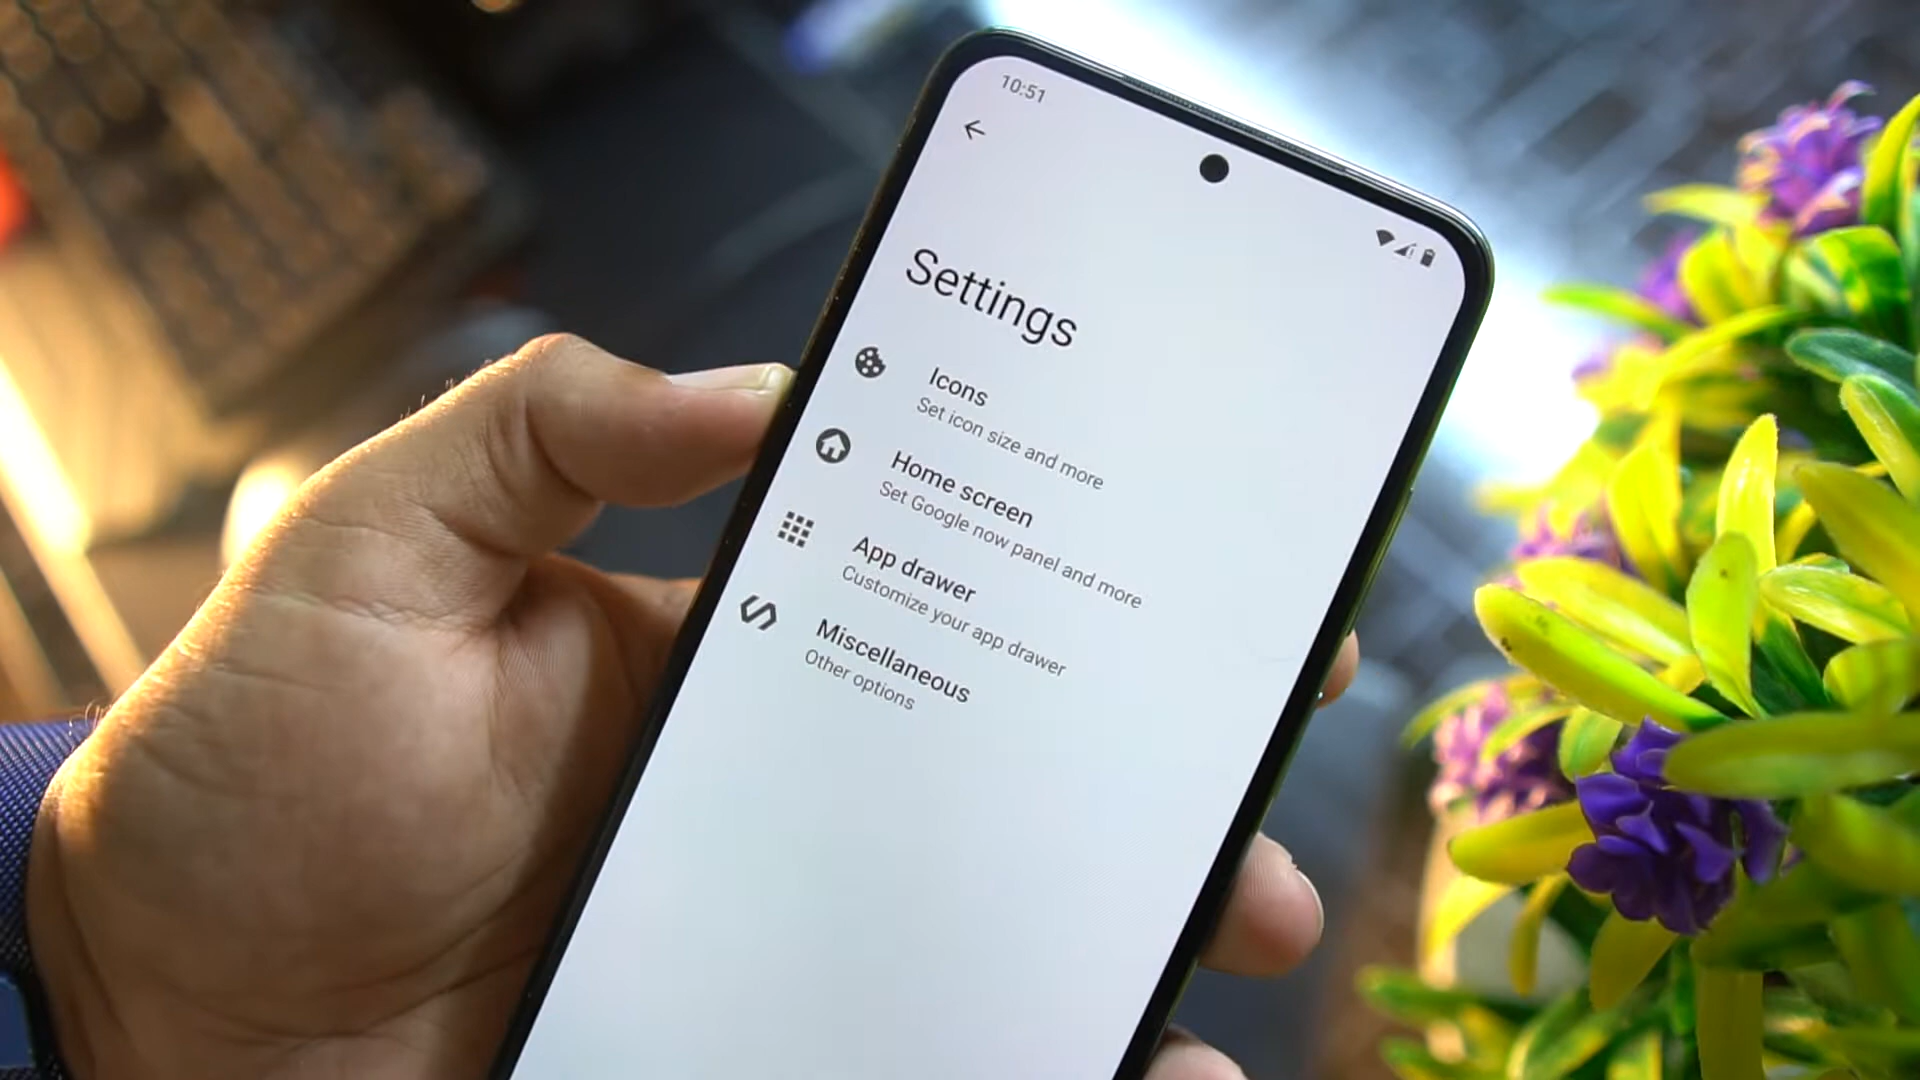 10:51
Settings
Icons
Set icon size and more
Home screen
Set Google now panel and more
App drawer
Customize your app drawer
Miscellaneous
Other options